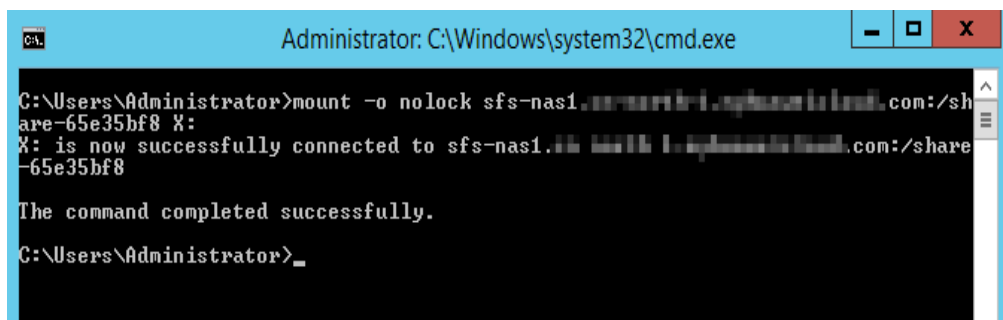 Administrator: C:\Windows\system32\cmd.exe
C:\Users\Administrator>mount -o nolock sfs-nas1. .com:/sh
are-65e35bf8 X:
X: is now successfully connected to sfs-nas1. .com:/share
-65e35bf8
The command completed successfully.
C:\Users\Administrator>_